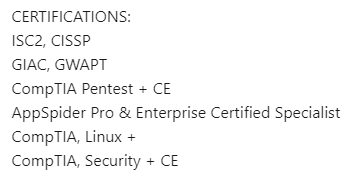 CERTIFICATIONS:
ISC2, CISSP
GIAC, GWAPT
CompTIA Pentest + CE
AppSpider Pro & Enterprise Certified Specialist
CompTIA, Linux +
CompTIA, Security + CE